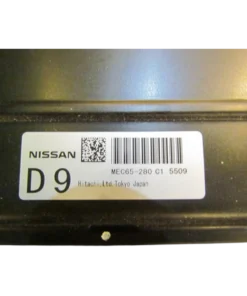 NISSAN
MEC65-280 C1 5509
D9
Hitachi,Ltd.Tokyo Japan